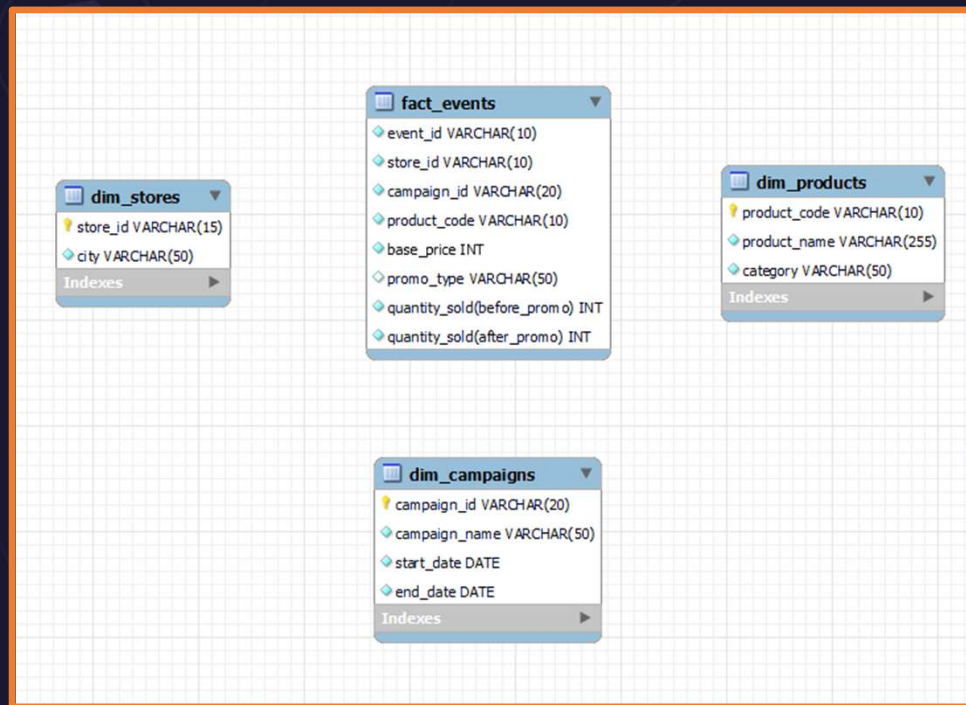 fact_events
event_id VARCHAR(10)
store_id VARCHAR(10)
campaign_id VARCHAR(20)
product_code VARCHAR(10)
base_price INT
promo_type VARCHAR(50)
quantity_sold(before_promo) INT
quantity_sold(after_promo) INT
dim_stores
store_id VARCHAR(15)
city VARCHAR(50)
Indexes
dim_products
product_code VARCHAR(10)
product_name VARCHAR(255)
category VARCHAR(50)
Indexes
dim_campaigns
campaign_id VARCHAR(20)
campaign_name VARCHAR(50)
start_date DATE
end_date DATE
Indexes